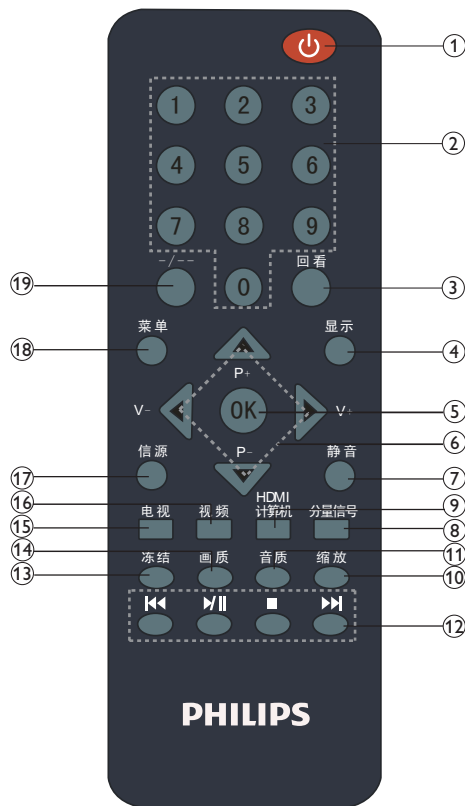 ①
1 2 3
②
4 5 6
7 8 9
-/--
回看
⑲
0
③
菜单
显示
⑱
④
P+
V-
OK
V+
⑤
P-
⑥
信源
静音
⑰
⑦
⑯
HDMI
⑨
电视
视频
计算机
分量信号
⑮
⑧
⑭
⑪
冻结
画质
音质
缩放
⑬
⑩
⑫
PHILIPS